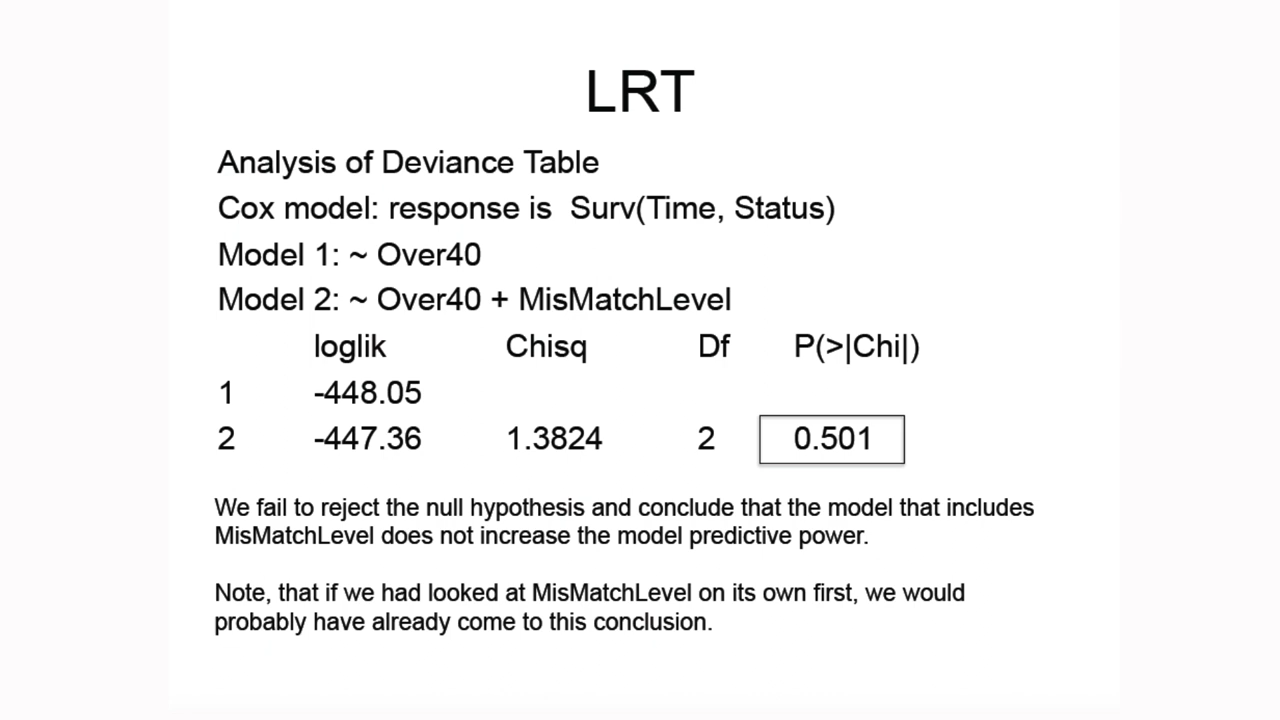 LRT
Analysis of Deviance Table
Cox model: response is Surv(Time, Status)
Model 1: ~ Over40
Model 2: ~ Over40 + MisMatchLevel
loglik Chisq Df P(>|Chi|)
1 -448.05
2 -447.36 1.3824 2 0.501
We fail to reject the null hypothesis and conclude that the model that includes
MisMatchLevel does not increase the model predictive power.
Note, that if we had looked at MisMatchLevel on its own first, we would
probably have already come to this conclusion.